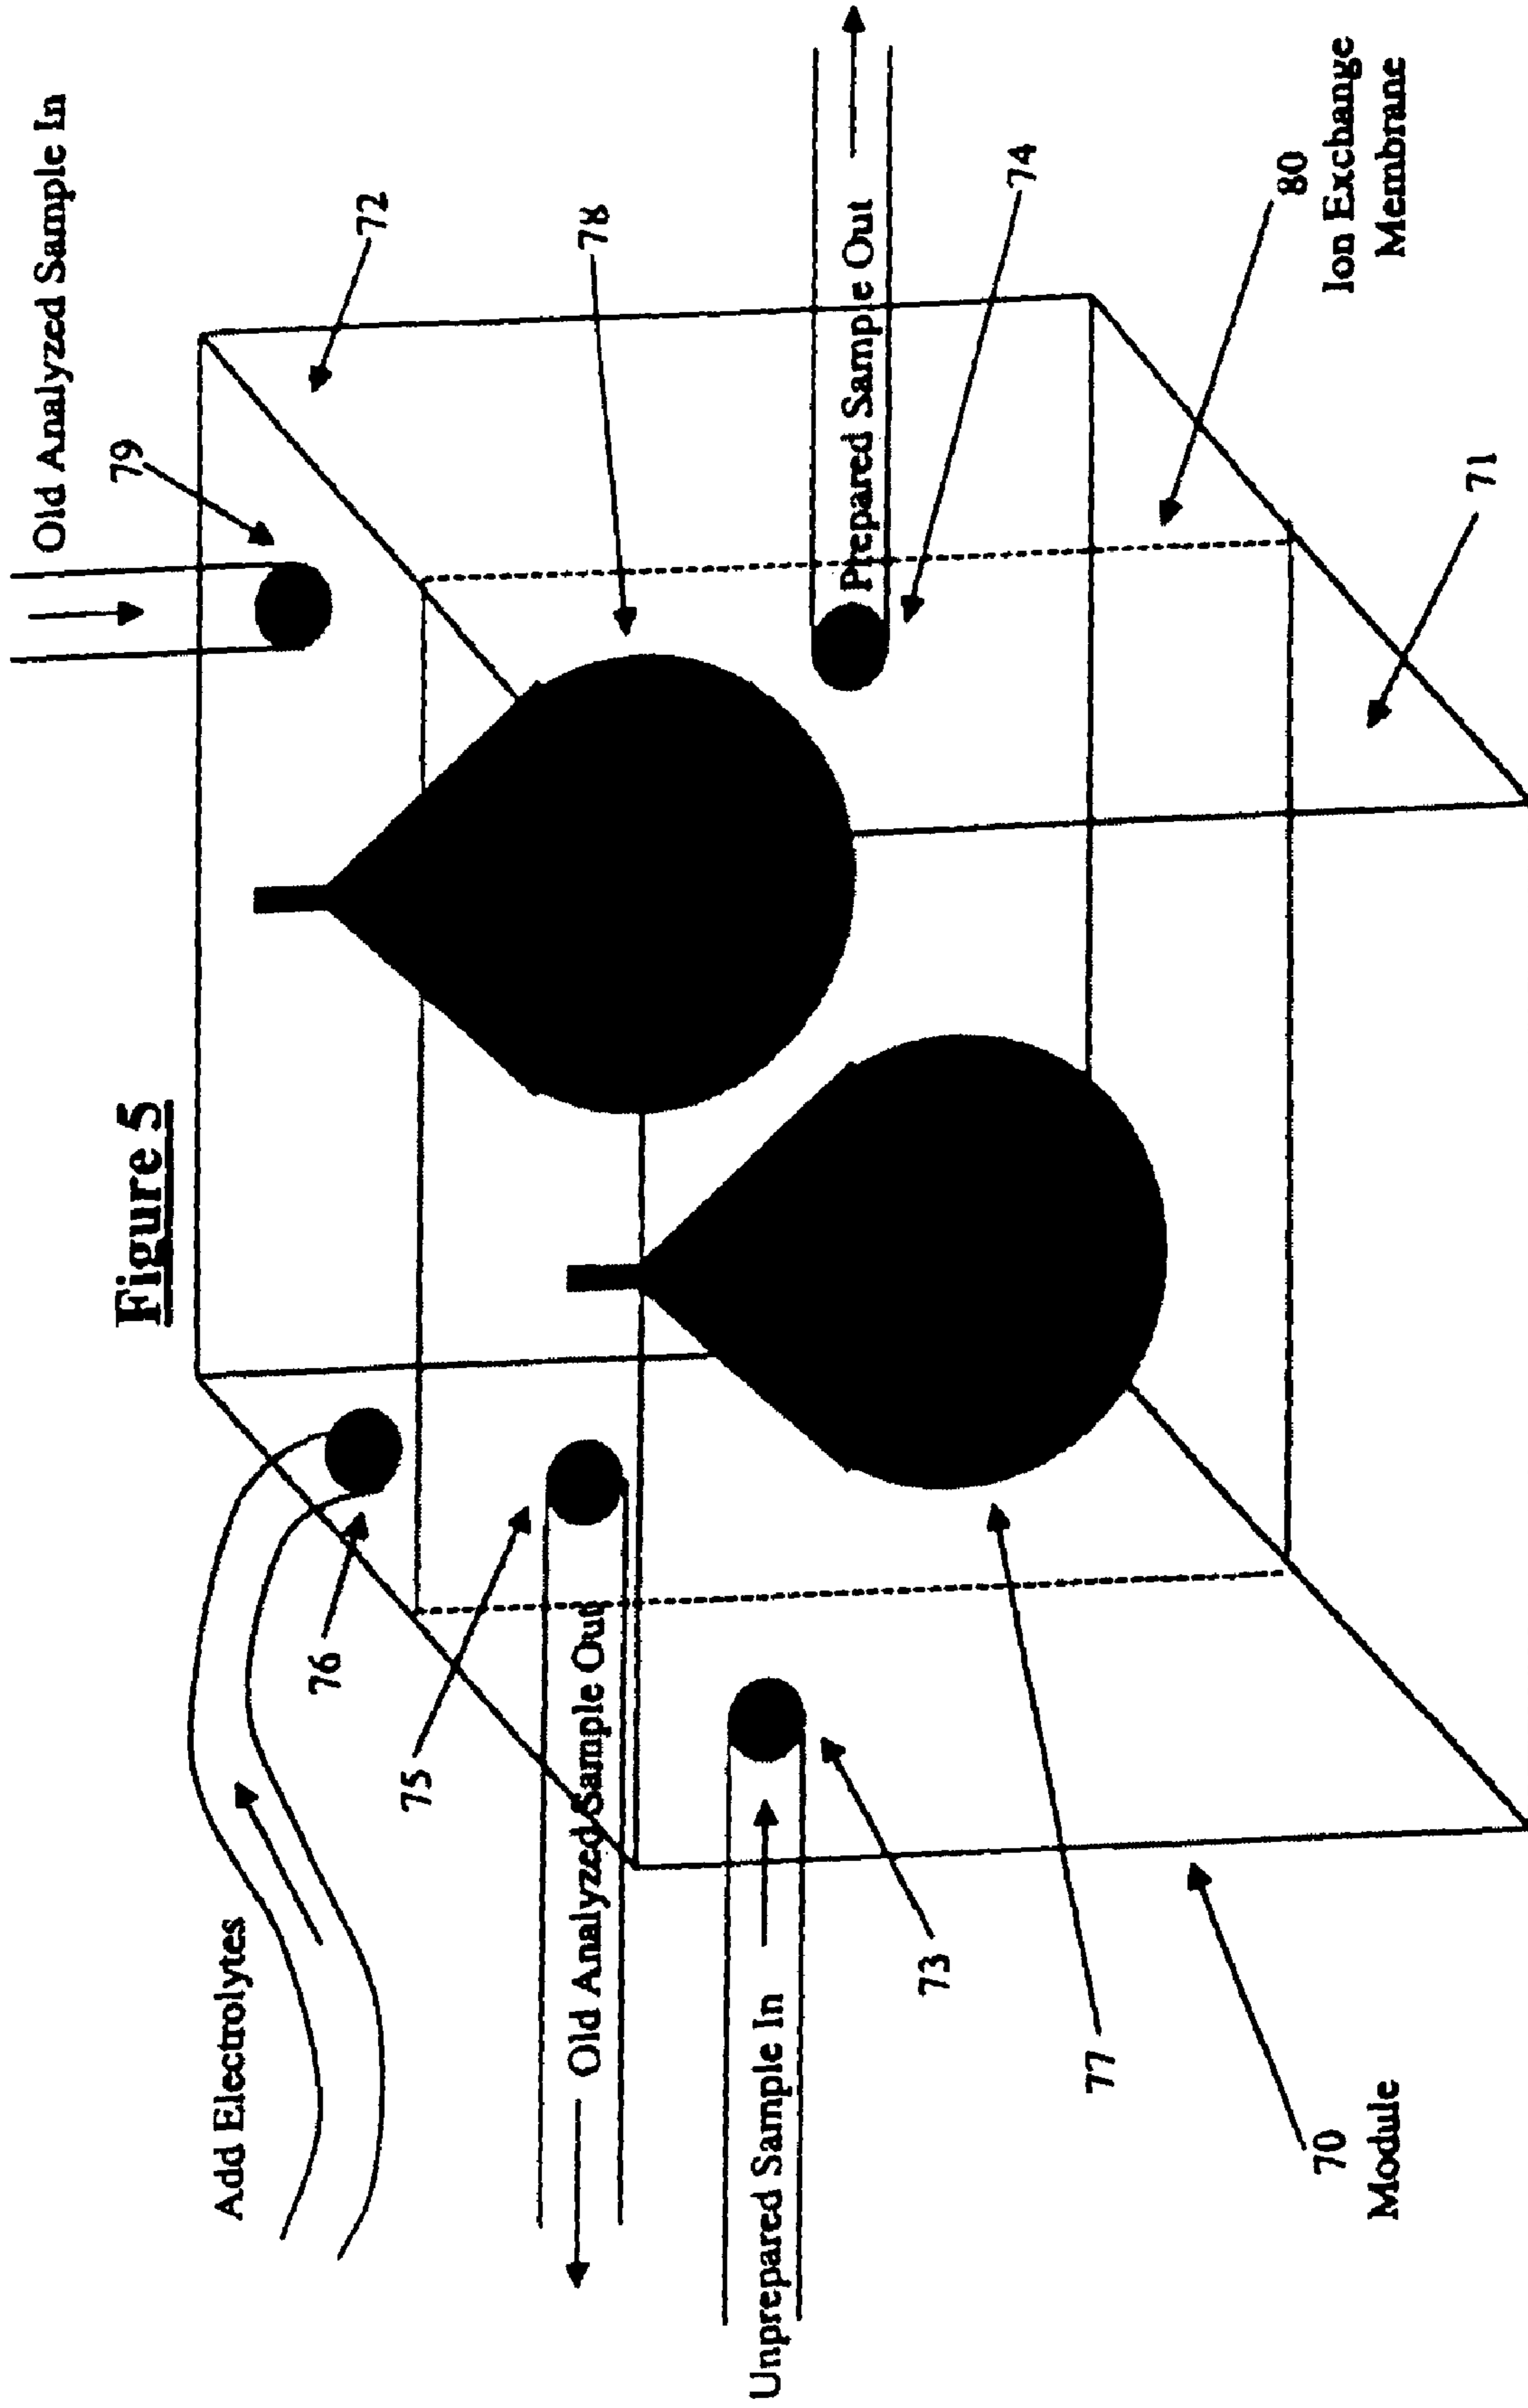 Figure 5
Add Electrolytes
Old Analyzed Sample In
79
72
76
75
78
Old Analyzed Sample Out
Unprepared Sample In
73
Prepared Sample Out
74
77
80
Ion Exchange
Membrane
70
Module
71